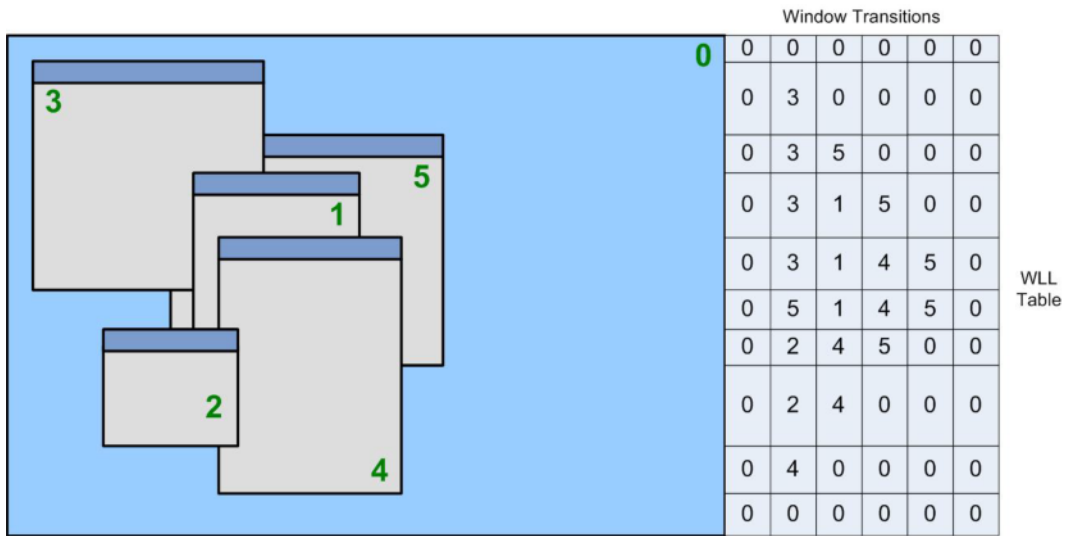 Window Transitions
0
3
5
1
2
4
0 0 0 0 0 0
0 3 0 0 0 0
0 3 5 0 0 0
0 3 1 5 0 0
0 3 1 4 5 0
0 5 1 4 5 0
0 2 4 5 0 0
0 2 4 0 0 0
0 4 0 0 0 0
0 0 0 0 0 0
WLL
Table